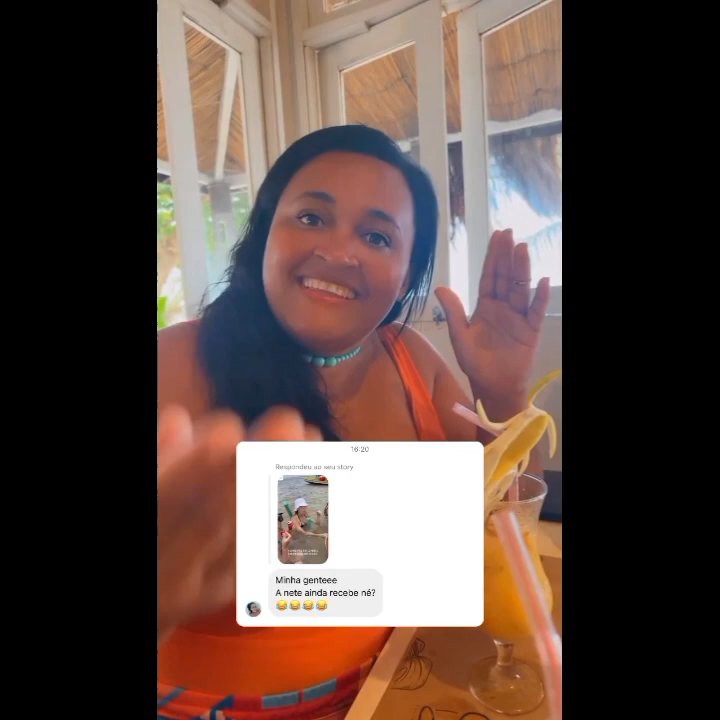 16:20
Respondeu ao seu story
Minha genteee
A nete ainda recebe né?
😂😂😂😂